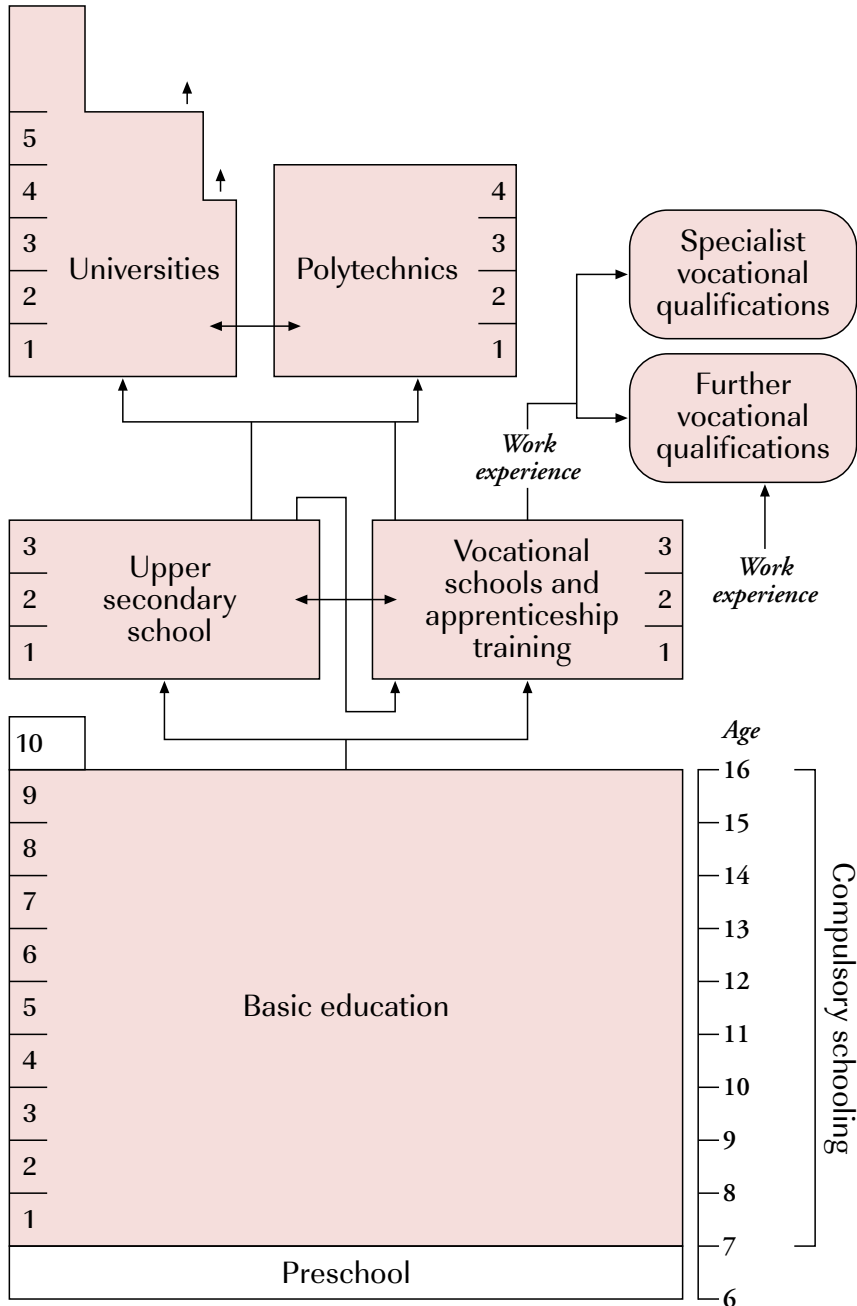 5
4
3
2
1
Universities
Polytechnics
4
3
2
1
Specialist
vocational
qualifications
Further
vocational
qualifications
Work
experience
Work
experience
3
2
1
Upper
secondary
school
Vocational
schools and
apprenticeship
training
3
2
1
10
9
8
7
6
5
4
3
2
1
Basic education
Preschool
Age
16
15
14
13
12
11
10
9
8
7
6
Compulsory schooling